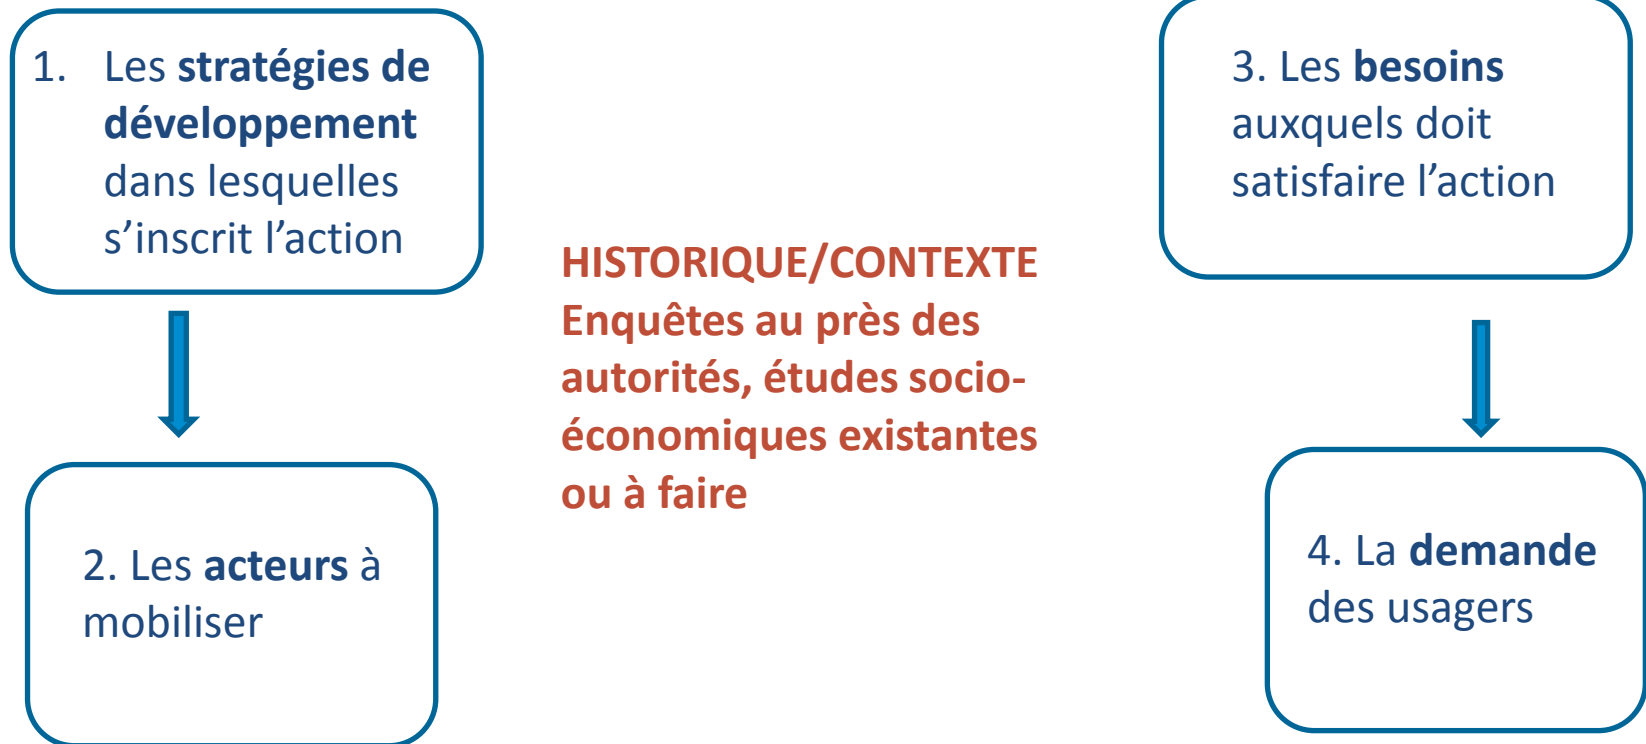 1. Les stratégies de
développement
dans lesquelles
s’inscrit l’action
2. Les acteurs à
mobiliser
HISTORIQUE/CONTEXTE
Enquêtes au près des
autorités, études socio-
économiques existantes
ou à faire
3. Les besoins
auxquels doit
satisfaire l’action
4. La demande
des usagers